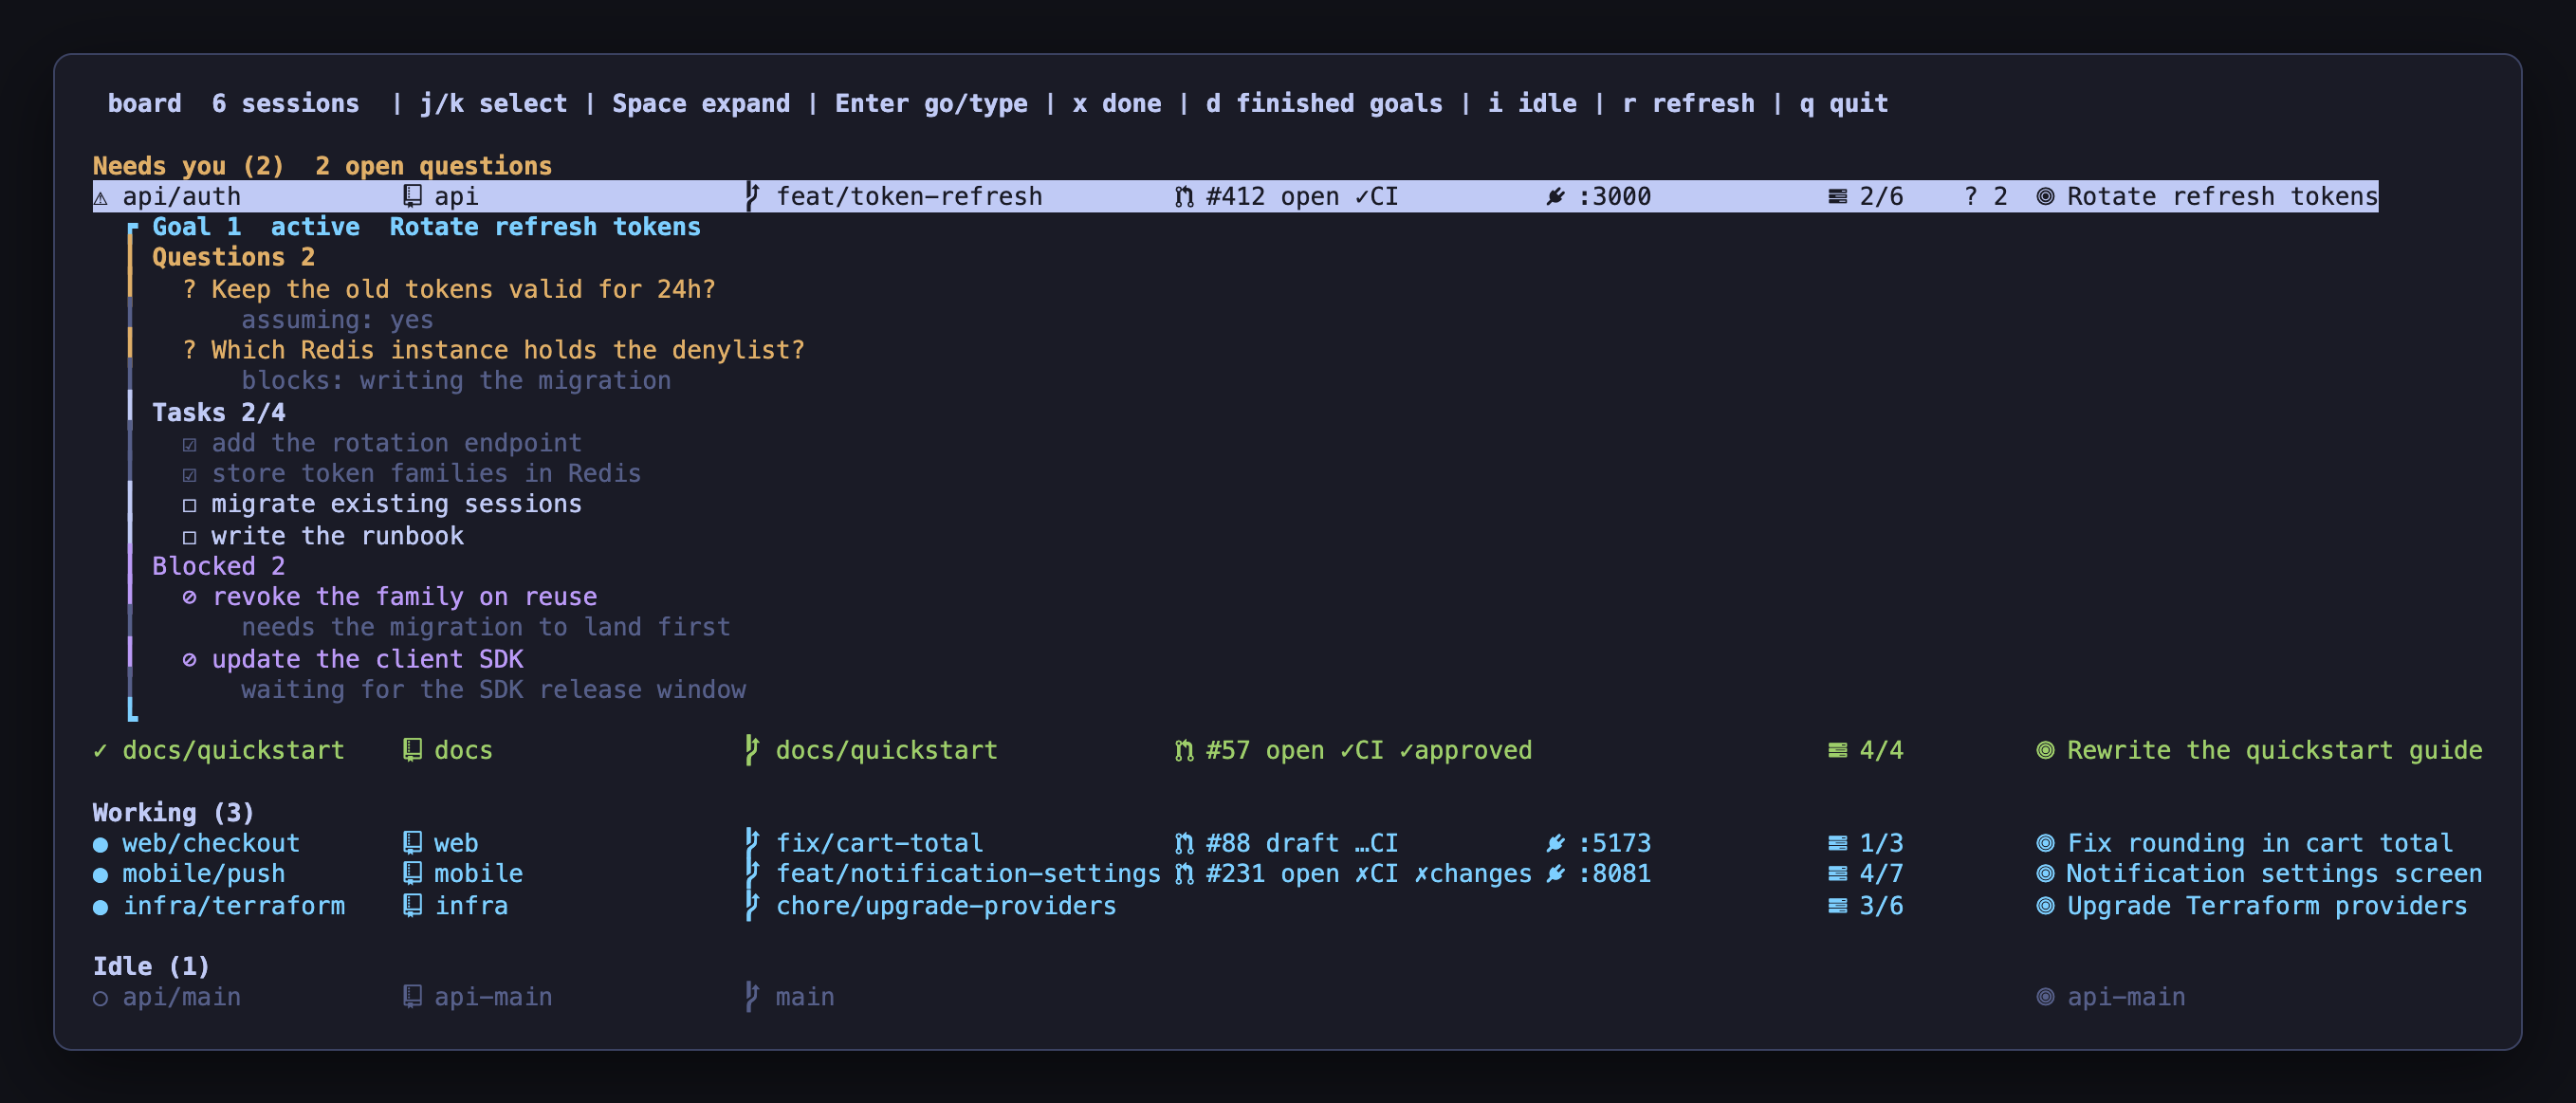 board 6 sessions | j/k select | Space expand | Enter go/type | x done | d finished goals | i idle | r refresh | q quit
Needs you (2) 2 open questions
⚠ api/auth api feat/token-refresh #412 open ✓CI :3000 2/6 ? 2 Rotate refresh tokens
Goal 1 active Rotate refresh tokens
Questions 2
? Keep the old tokens valid for 24h?
assuming: yes
? Which Redis instance holds the denylist?
blocks: writing the migration
Tasks 2/4
☑ add the rotation endpoint
☑ store token families in Redis
☐ migrate existing sessions
☐ write the runbook
Blocked 2
⊘ revoke the family on reuse
needs the migration to land first
⊘ update the client SDK
waiting for the SDK release window
✓ docs/quickstart docs docs/quickstart #57 open ✓CI ✓approved 4/4 Rewrite the quickstart guide
Working (3)
● web/checkout web fix/cart-total #88 draft …CI :5173 1/3 Fix rounding in cart total
● mobile/push mobile feat/notification-settings #231 open ✗CI ✗changes :8081 4/7 Notification settings screen
● infra/terraform infra chore/upgrade-providers 3/6 Upgrade Terraform providers
Idle (1)
○ api/main api-main main api-main